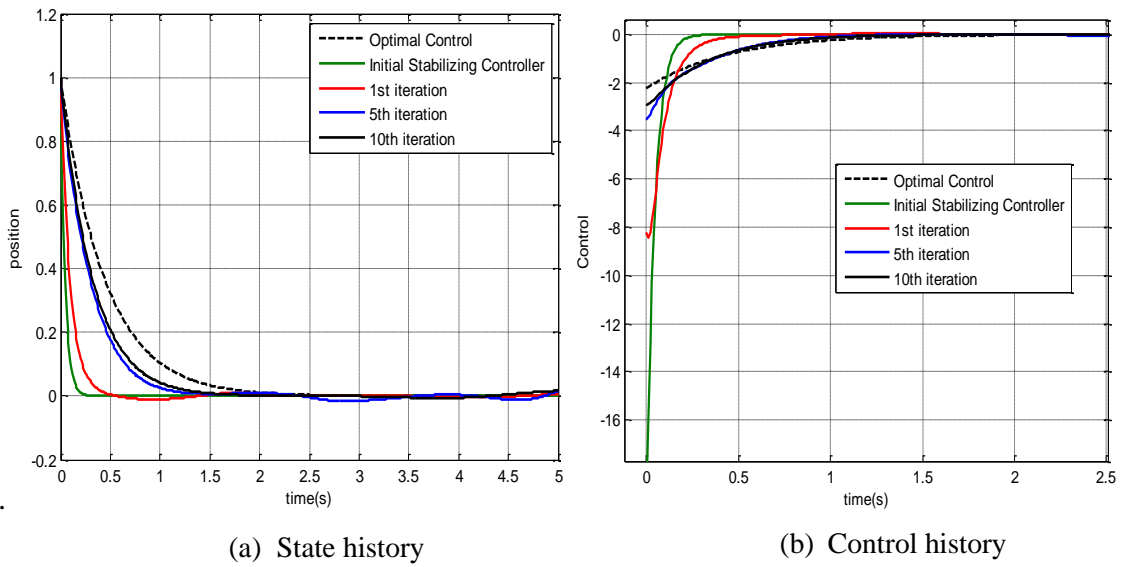 1.2
1
0.8
0.6
0.4
0.2
0
-0.2
position
0 0.5 1 1.5 2 2.5 3 3.5 4 4.5 5
time(s)
Optimal Control
Initial Stabilizing Controller
1st iteration
5th iteration
10th iteration
.
(a) State history
0
-2
-4
-6
-8
-10
-12
-14
-16
Control
0 0.5 1 1.5 2 2.5
time(s)
Optimal Control
Initial Stabilizing Controller
1st iteration
5th iteration
10th iteration
(b) Control history